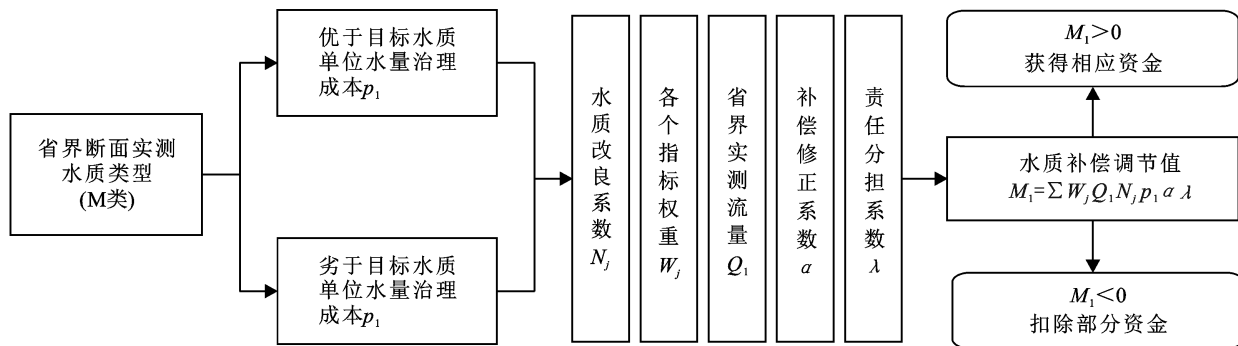 省界断面实测
水质类型
(M类)
优于目标水质
单位水量治理
成本p₁
劣于目标水质
单位水量治理
成本p₁
水质改良系数Nⱼ
各个指标权重Wⱼ
省界实测流量Q₁
补偿修正系数α
责任分担系数λ
M₁>0
获得相应资金
水质补偿调节值
M₁=∑WⱼQ₁Nⱼp₁αλ
M₁<0
扣除部分资金